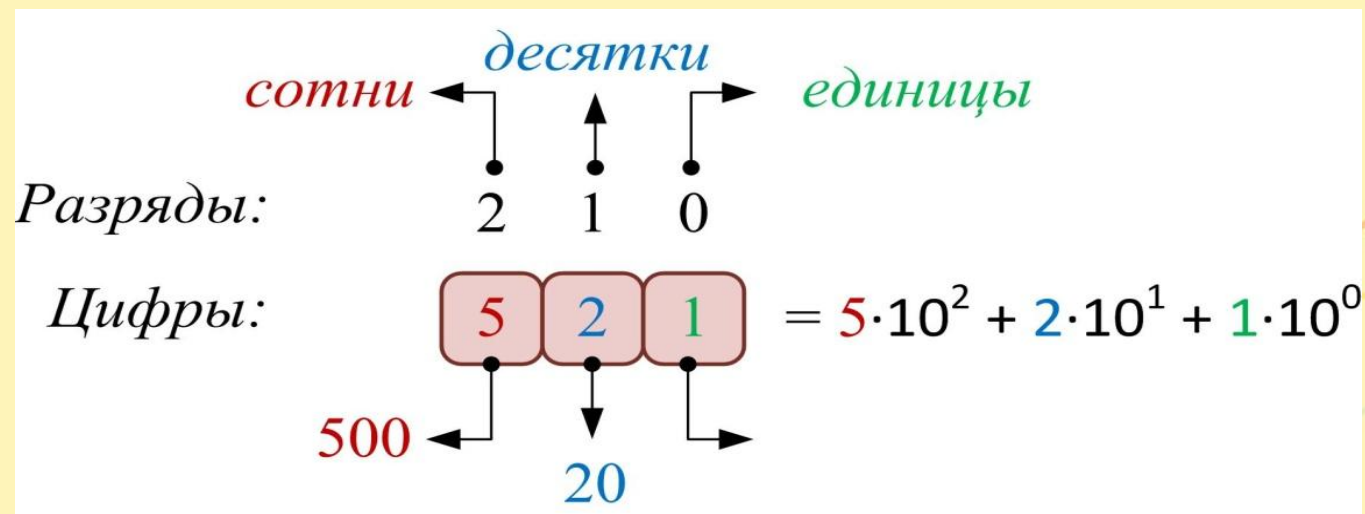 десятки
сотни единицы
Разряды: 2 1 0
Цифры: 5 2 1 = 5·10² + 2·10¹ + 1·10⁰
500
20